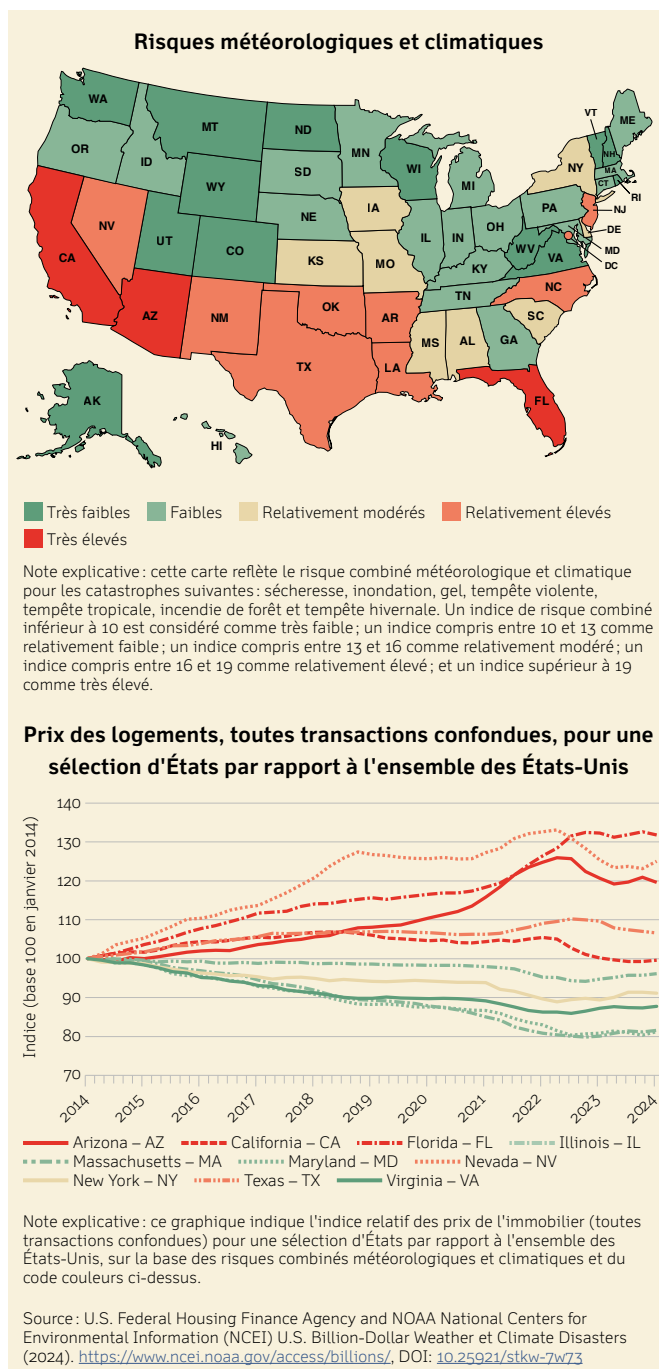 Risques météorologiques et climatiques
WA
MT
ND
MN
VT
ME
OR
ID
SD
WI
NH
NY
MA
WY
MI
CT
RI
NE
IA
PA
NJ
NV
IL
IN
OH
DE
CA
UT
CO
WV
VA
MD
KS
MO
KY
DC
TN
NC
AZ
NM
OK
AR
SC
MS
AL
GA
TX
LA
AK
HI
FL
Très faibles
Faibles
Relativement modérés
Relativement élevés
Très élevés
Note explicative : cette carte reflète le risque combiné météorologique et climatique
pour les catastrophes suivantes : sécheresse, inondation, gel, tempête violente,
tempête tropicale, incendie de forêt et tempête hivernale. Un indice de risque combiné
inférieur à 10 est considéré comme très faible ; un indice compris entre 10 et 13 comme
relativement faible ; un indice compris entre 13 et 16 comme relativement modéré ; un
indice compris entre 16 et 19 comme relativement élevé ; et un indice supérieur à 19
comme très élevé.
Prix des logements, toutes transactions confondues, pour une
sélection d'États par rapport à l'ensemble des États-Unis
Indice (base 100 en janvier 2014)
140
130
120
110
100
90
80
70
2014
2015
2016
2017
2018
2019
2020
2021
2022
2023
2024
Arizona – AZ
California – CA
Florida – FL
Illinois – IL
Massachusetts – MA
Maryland – MD
Nevada – NV
New York – NY
Texas – TX
Virginia – VA
Note explicative : ce graphique indique l'indice relatif des prix de l'immobilier (toutes
transactions confondues) pour une sélection d'États par rapport à l'ensemble des
États-Unis, sur la base des risques combinés météorologiques et climatiques et du
code couleurs ci-dessus.
Source : U.S. Federal Housing Finance Agency and NOAA National Centers for
Environmental Information (NCEI) U.S. Billion-Dollar Weather et Climate Disasters
(2024). https://www.ncei.noaa.gov/access/billions/, DOI: 10.25921/stkw-7w73